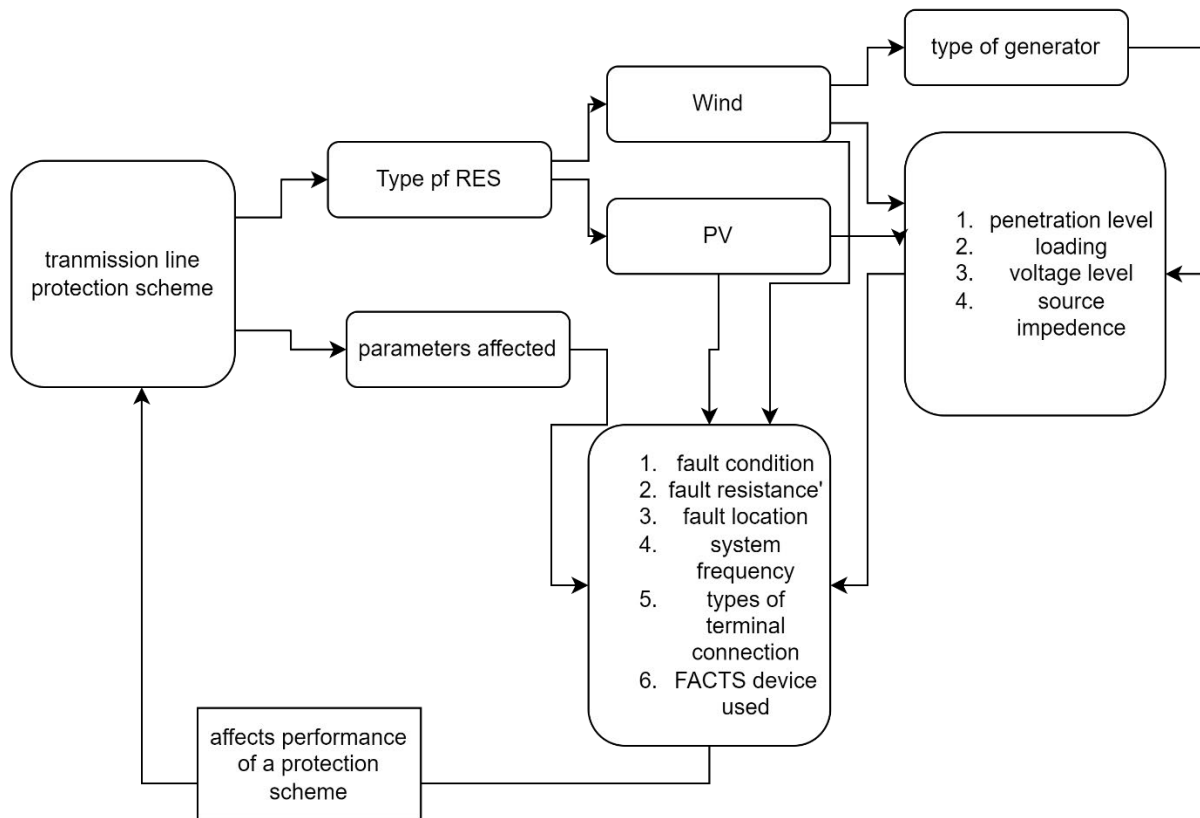 type of generator
Wind
Type pf RES
PV
1. penetration level
2. loading
3. voltage level
4. source
impedence
tranmission line
protection scheme
parameters affected
1. fault condition
2. fault resistance'
3. fault location
4. system
frequency
5. types of
terminal
connection
6. FACTS device
used
affects performance
of a protection
scheme